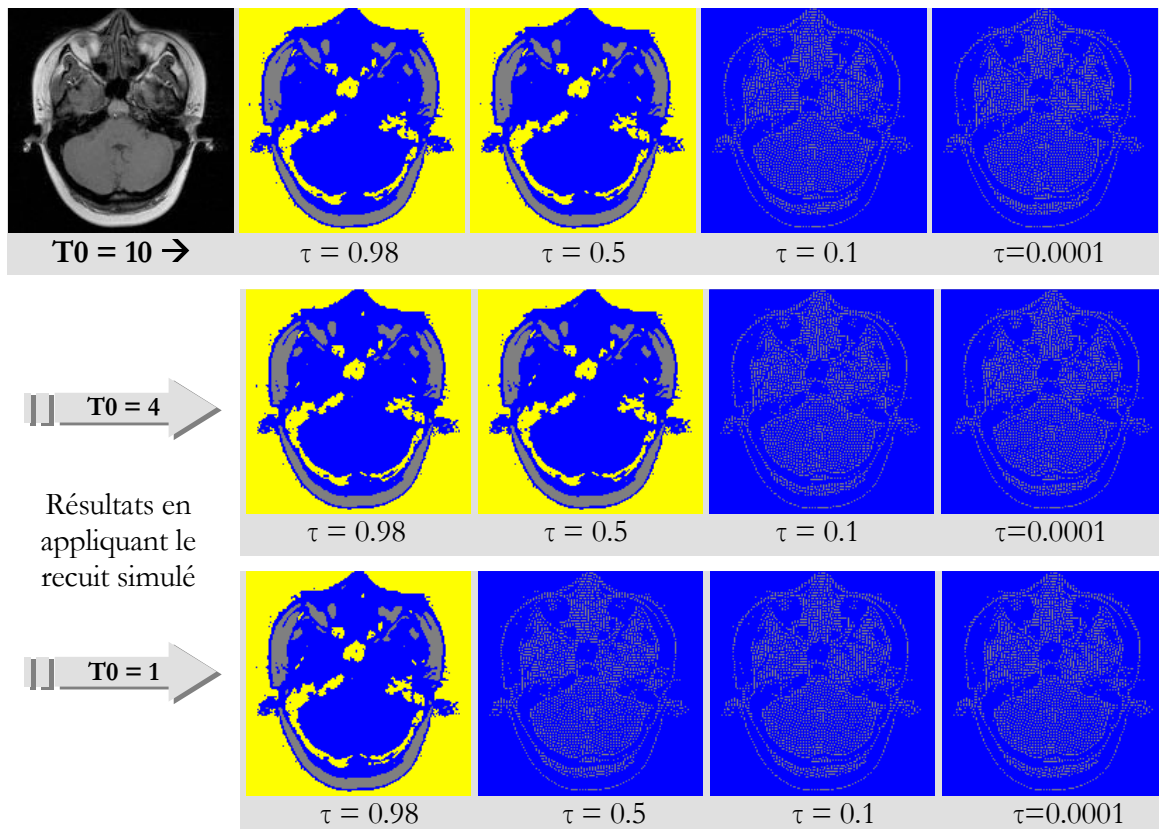 T0 = 10 →
τ = 0.98
τ = 0.5
τ = 0.1
τ=0.0001
T0 = 4
τ = 0.98
τ = 0.5
τ = 0.1
τ=0.0001
Résultats en
appliquant le
recuit simulé
T0 = 1
τ = 0.98
τ = 0.5
τ = 0.1
τ=0.0001